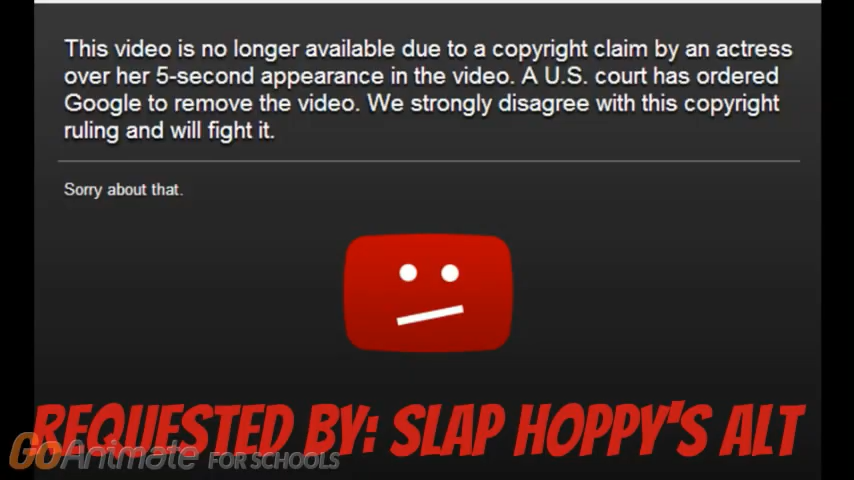 This video is no longer available due to a copyright claim by an actress
over her 5-second appearance in the video. A U.S. court has ordered
Google to remove the video. We strongly disagree with this copyright
ruling and will fight it.
Sorry about that.
REQUESTED BY: SLAP HOPPY'S ALT
GoAnimate FOR SCHOOLS